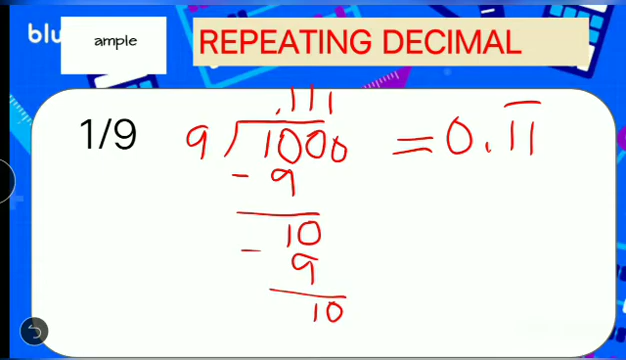 blu
ample
REPEATING DECIMAL
.111
1/9 9 1000 = 0.11̅
- 9
10
- 9
10